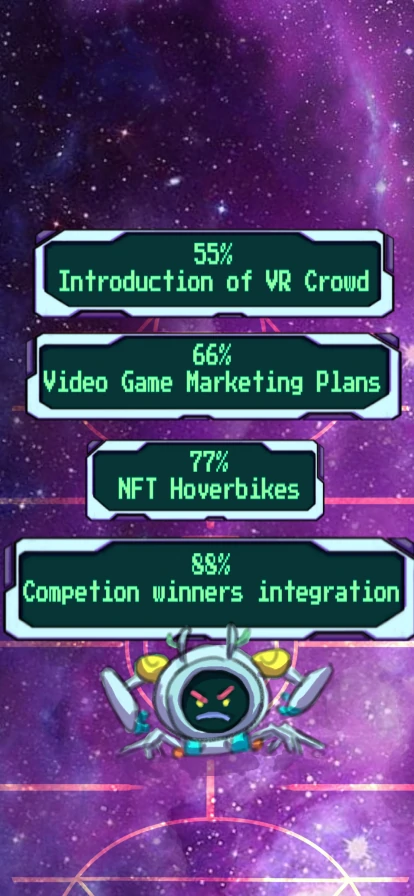 55%
Introduction of VR Crowd
66%
Video Game Marketing Plans
77%
NFT Hoverbikes
88%
Competion winners integration